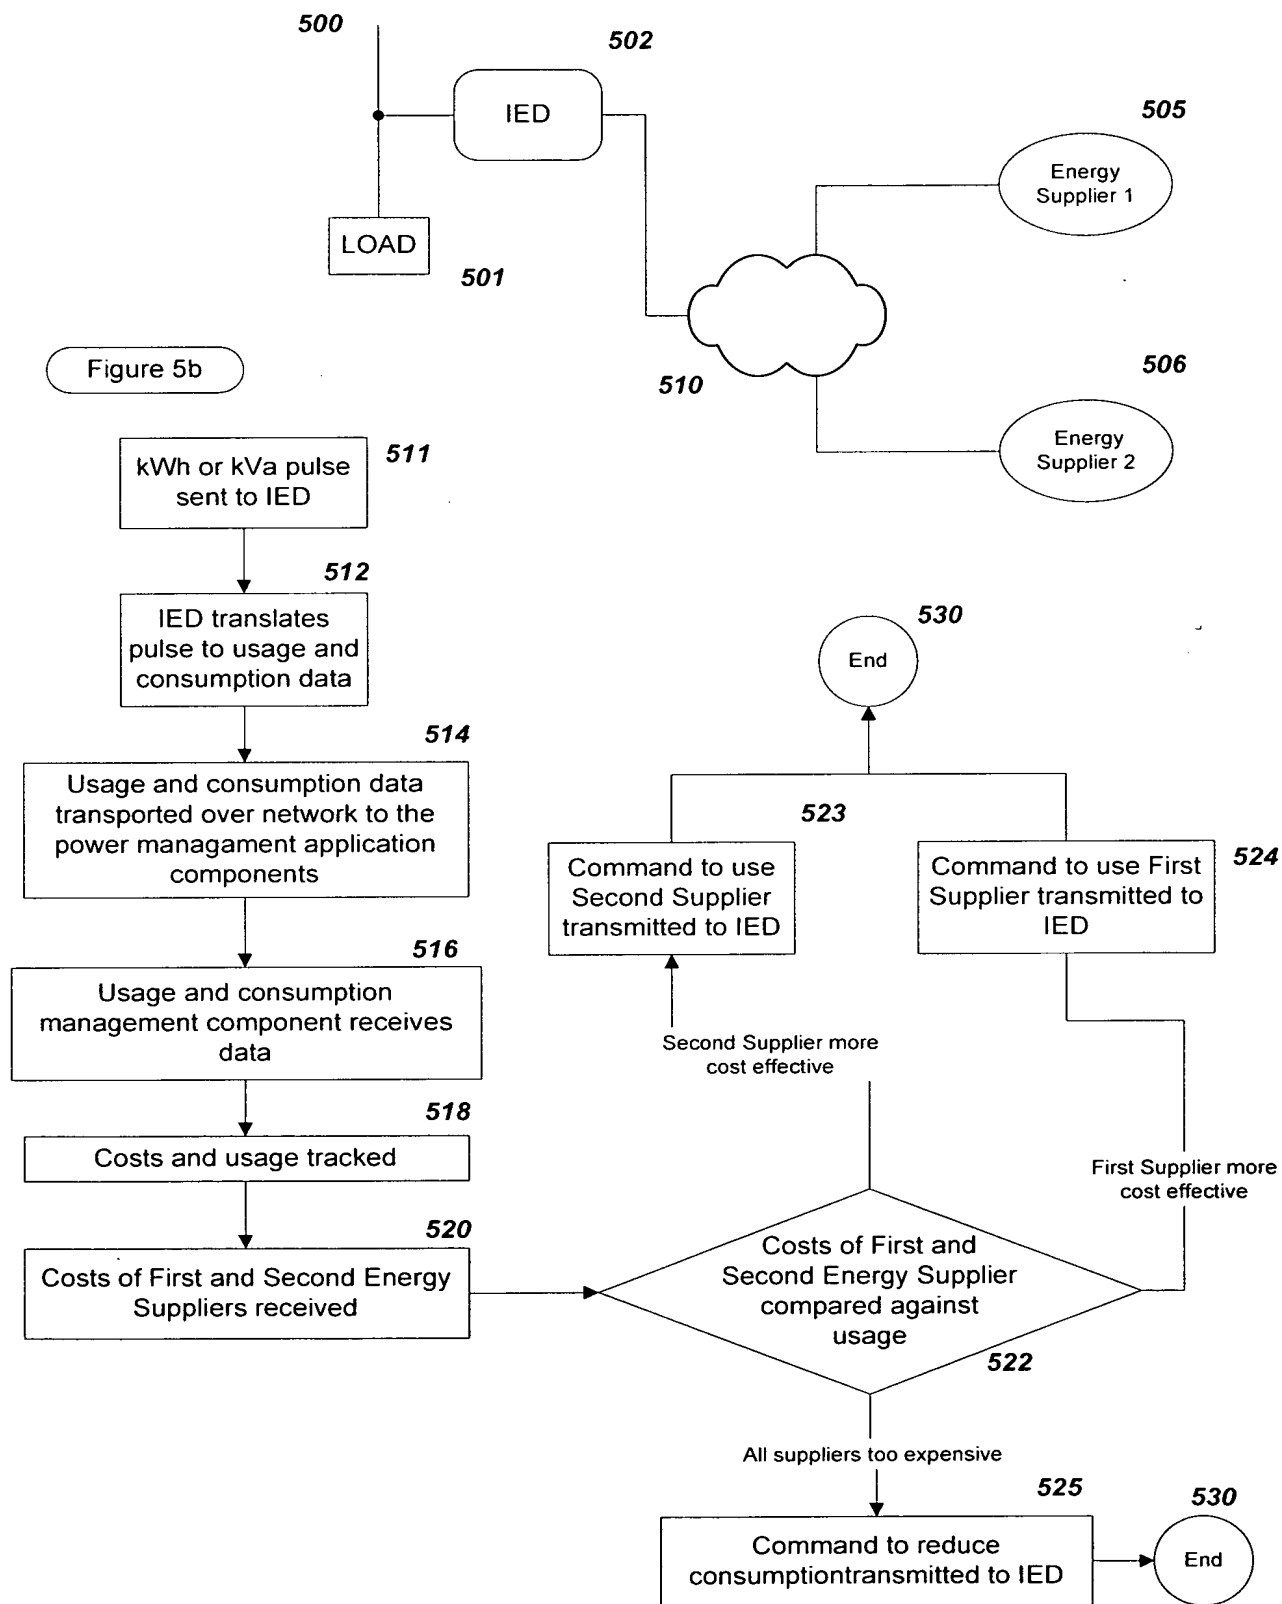 500
502
IED
505
Energy
Supplier 1
LOAD
501
510
Figure 5b
506
Energy
Supplier 2
511
kWh or kVa pulse
sent to IED
512
IED translates
pulse to usage and
consumption data
514
Usage and consumption data
transported over network to the
power managament application
components
516
Usage and consumption
management component receives
data
518
Costs and usage tracked
520
Costs of First and Second Energy
Suppliers received
530
End
523
Command to use
Second Supplier
transmitted to IED
524
Command to use First
Supplier transmitted to
IED
Second Supplier more
cost effective
First Supplier more
cost effective
Costs of First and
Second Energy Supplier
compared against
usage
522
All suppliers too expensive
525
Command to reduce
consumptiontransmitted to IED
530
End